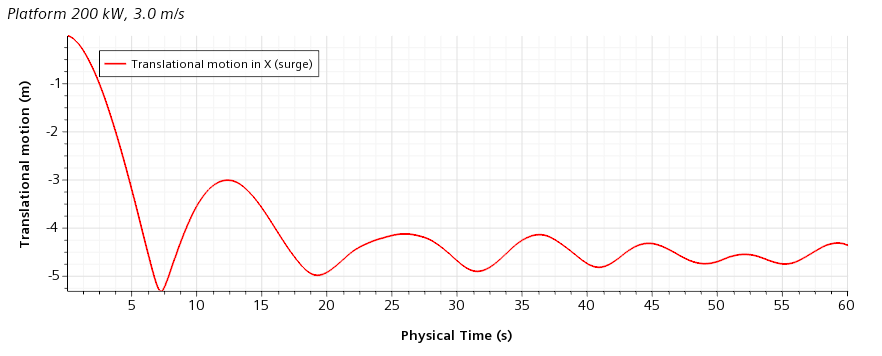 Platform 200 kW, 3.0 m/s
Translational motion in X (surge)
-1
-2
-3
-4
-5
Translational motion (m)
5 10 15 20 25 30 35 40 45 50 55 60
Physical Time (s)